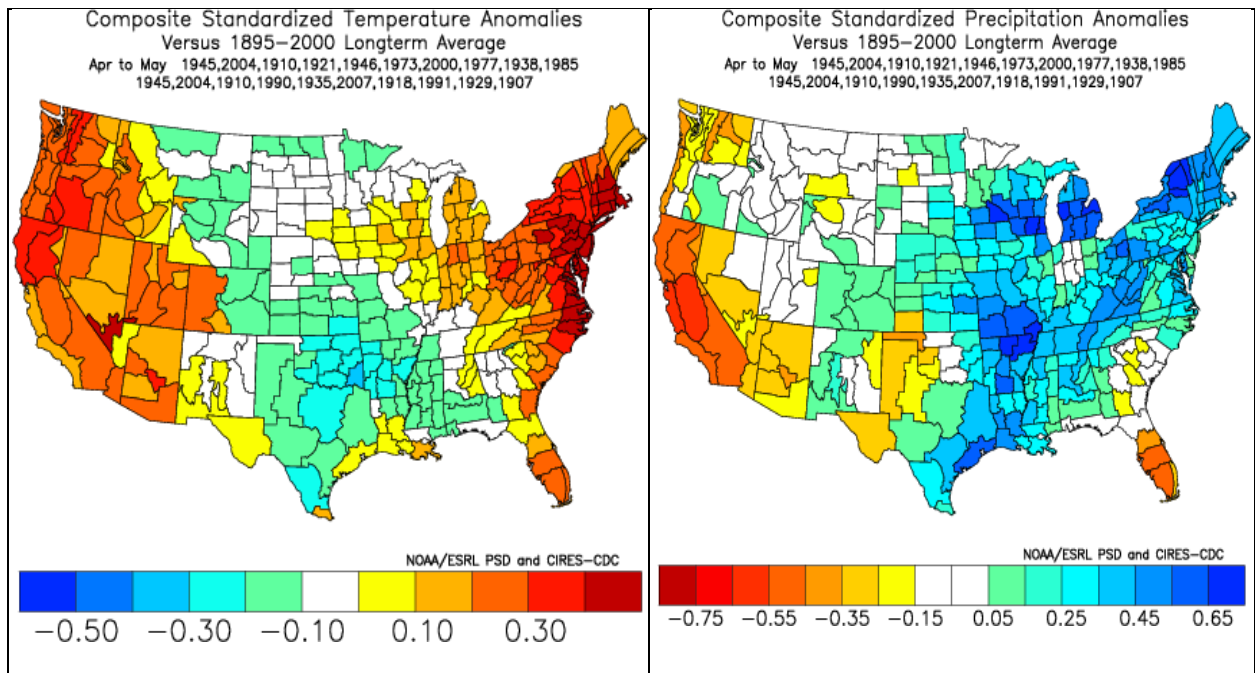 Composite Standardized Temperature Anomalies
Versus 1895-2000 Longterm Average
Apr to May 1945,2004,1910,1921,1946,1973,2000,1977,1938,1985
1945,2004,1910,1990,1935,2007,1918,1991,1929,1907
NOAA/ESRL PSD and CIRES-CDC
-0.50 -0.30 -0.10 0.10 0.30
Composite Standardized Precipitation Anomalies
Versus 1895-2000 Longterm Average
Apr to May 1945,2004,1910,1921,1946,1973,2000,1977,1938,1985
1945,2004,1910,1990,1935,2007,1918,1991,1929,1907
NOAA/ESRL PSD and CIRES-CDC
-0.75 -0.55 -0.35 -0.15 0.05 0.25 0.45 0.65